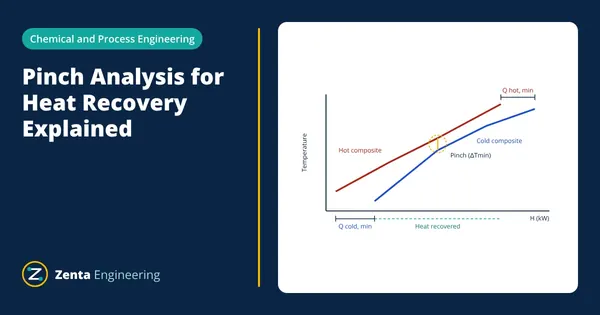 Chemical and Process Engineering
Pinch Analysis for
Heat Recovery
Explained
Zenta Engineering
Q hot, min
Temperature
Hot composite
Cold composite
Pinch (ΔTmin)
H (kW)
Q cold, min
Heat recovered